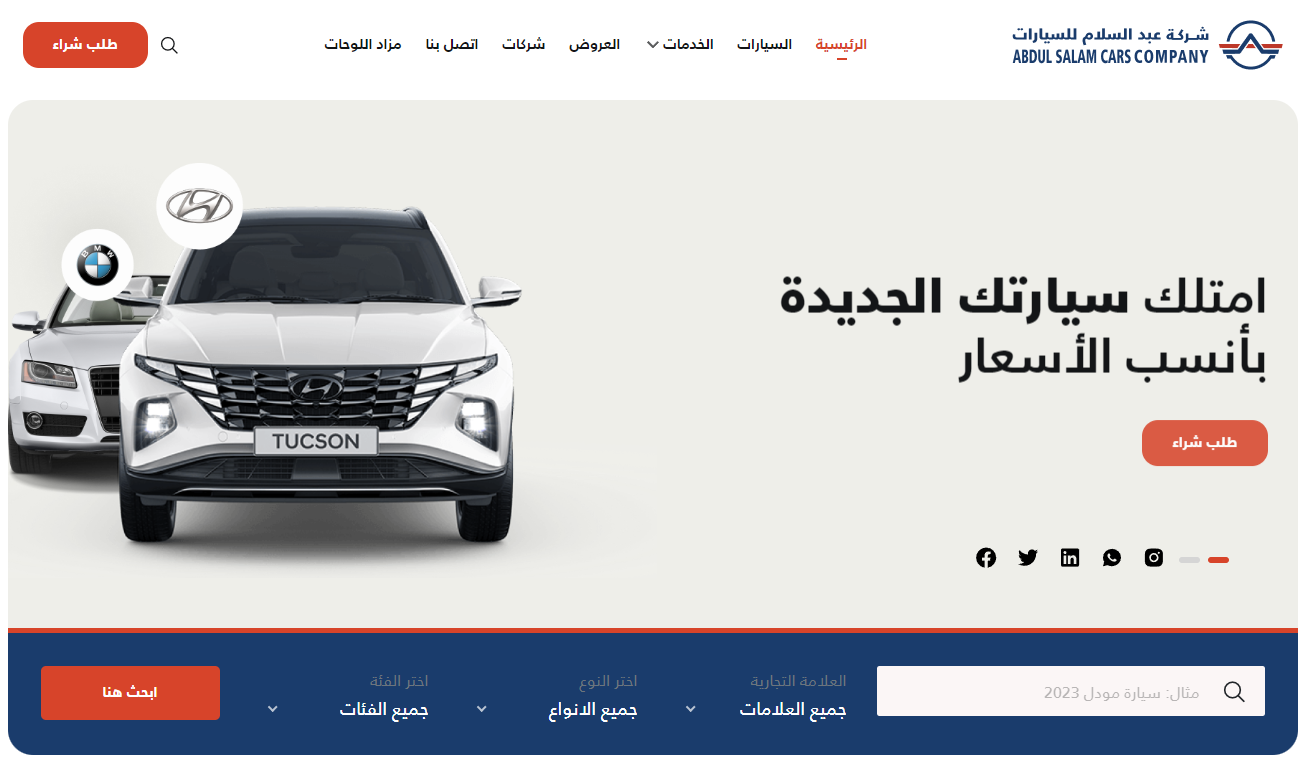 شركة عبد السلام للسيارات
ABDUL SALAM CARS COMPANY
الرئيسية
السيارات
الخدمات
العروض
شركات
اتصل بنا
مزاد اللوحات
طلب شراء
امتلك سيارتك الجديدة
بأنسب الأسعار
طلب شراء
BMW
TUCSON
مثال: سيارة مودل 2023
العلامة التجارية
جميع العلامات
اختر النوع
جميع الانواع
اختر الفئة
جميع الفئات
ابحث هنا